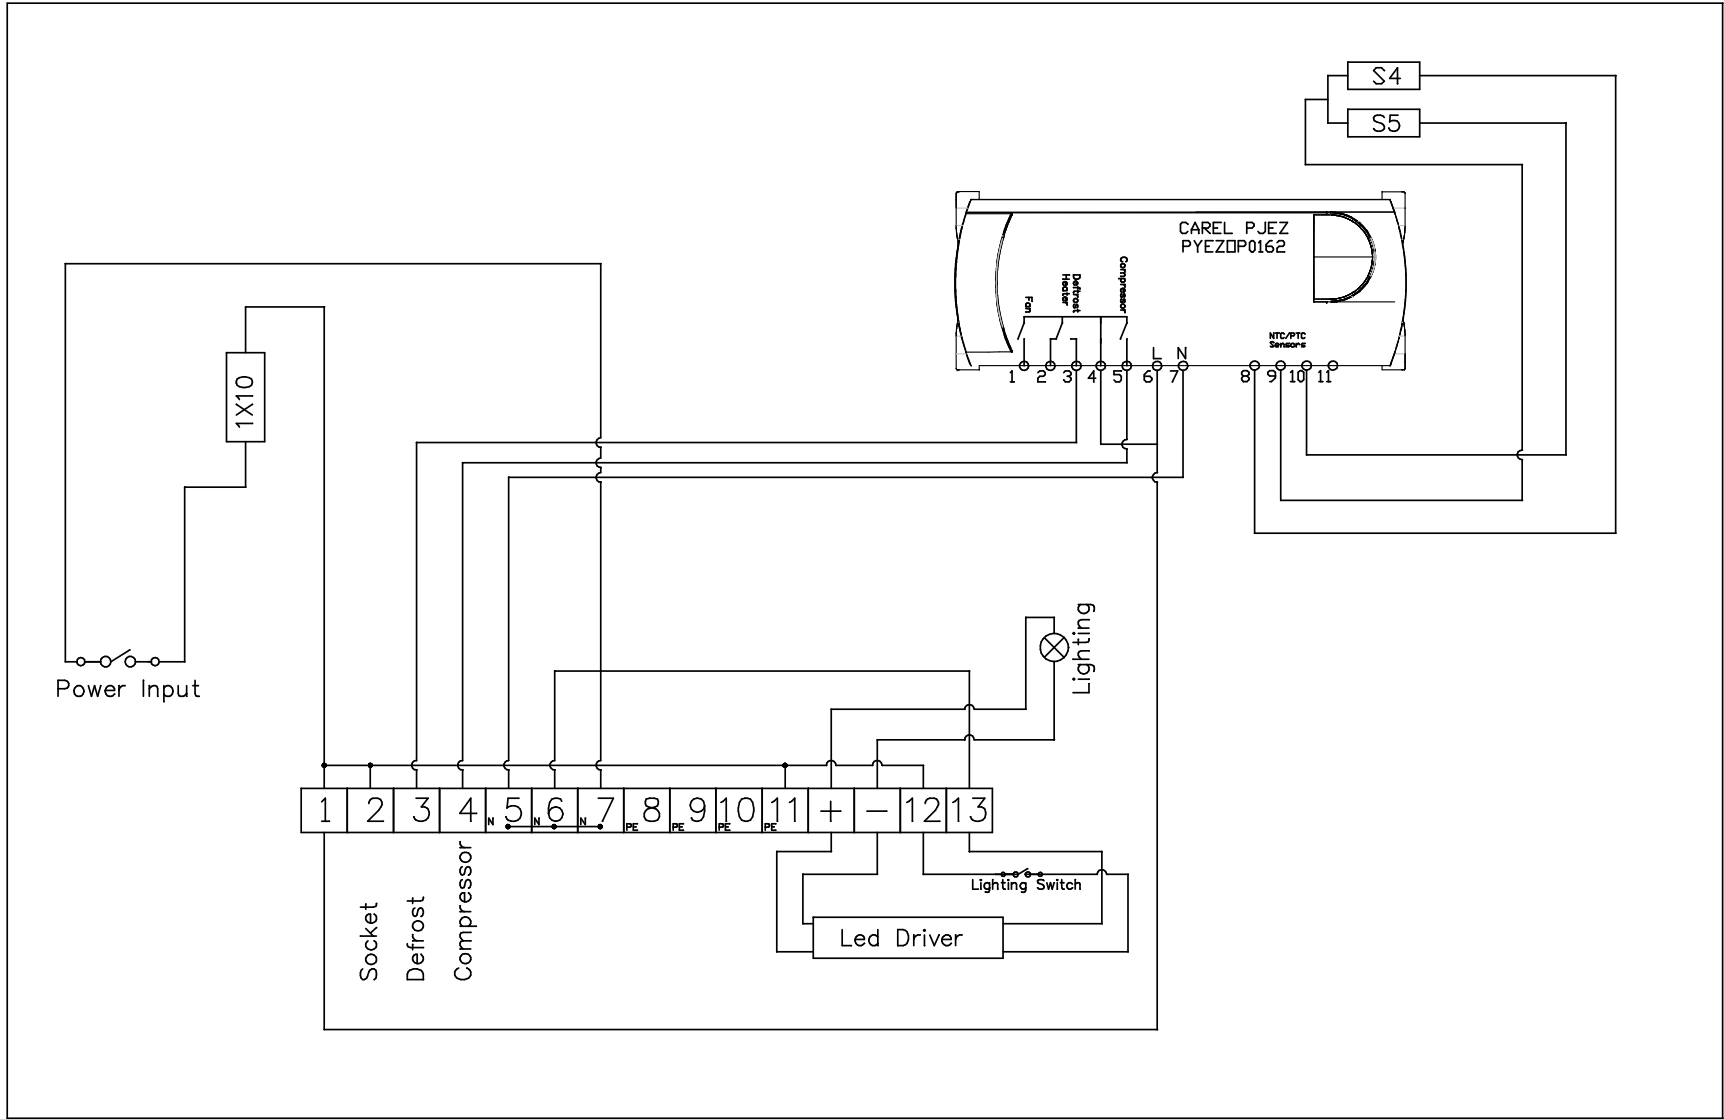 S4
S5
CAREL PJEZ
PYEZ□P0162
Compressor
Deftrost
Heater
Fan
NTC/PTC
Sensors
L N
1 2 3 4 5 6 7 8 9 10 11
1X10
Power Input
Lighting
1 2 3 4 5 6 7 8 9 10 11 + - 12 13
N N N PE PE PE PE
Socket
Defrost
Compressor
Lighting Switch
Led Driver